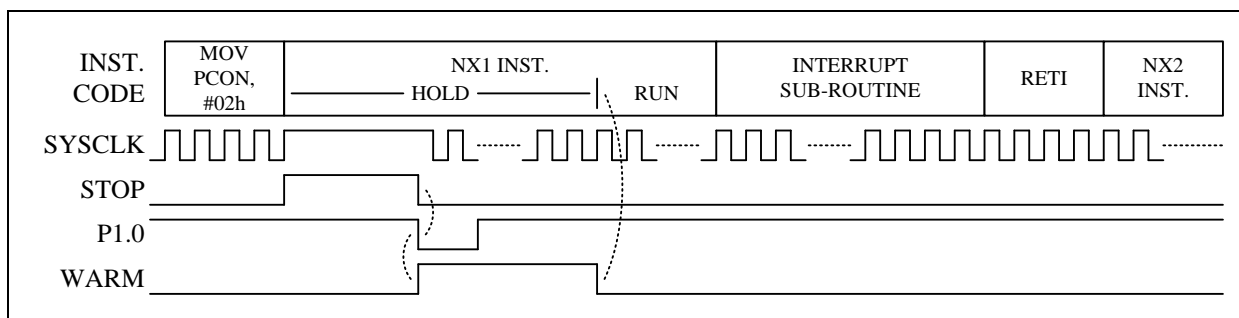 INST.
CODE
MOV
PCON,
#02h
NX1 INST.
HOLD
RUN
INTERRUPT
SUB-ROUTINE
RETI
NX2
INST.
SYSCLK
STOP
P1.0
WARM